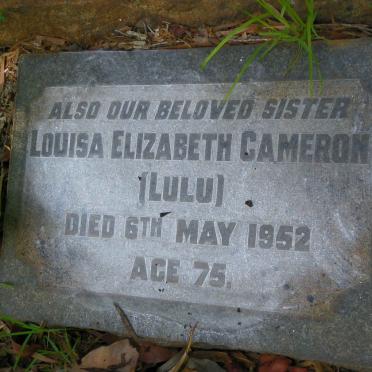 ALSO OUR BELOVED SISTER
LOUISA ELIZABETH CAMERON
(LULU)
DIED 6TH MAY 1952
AGE 75.